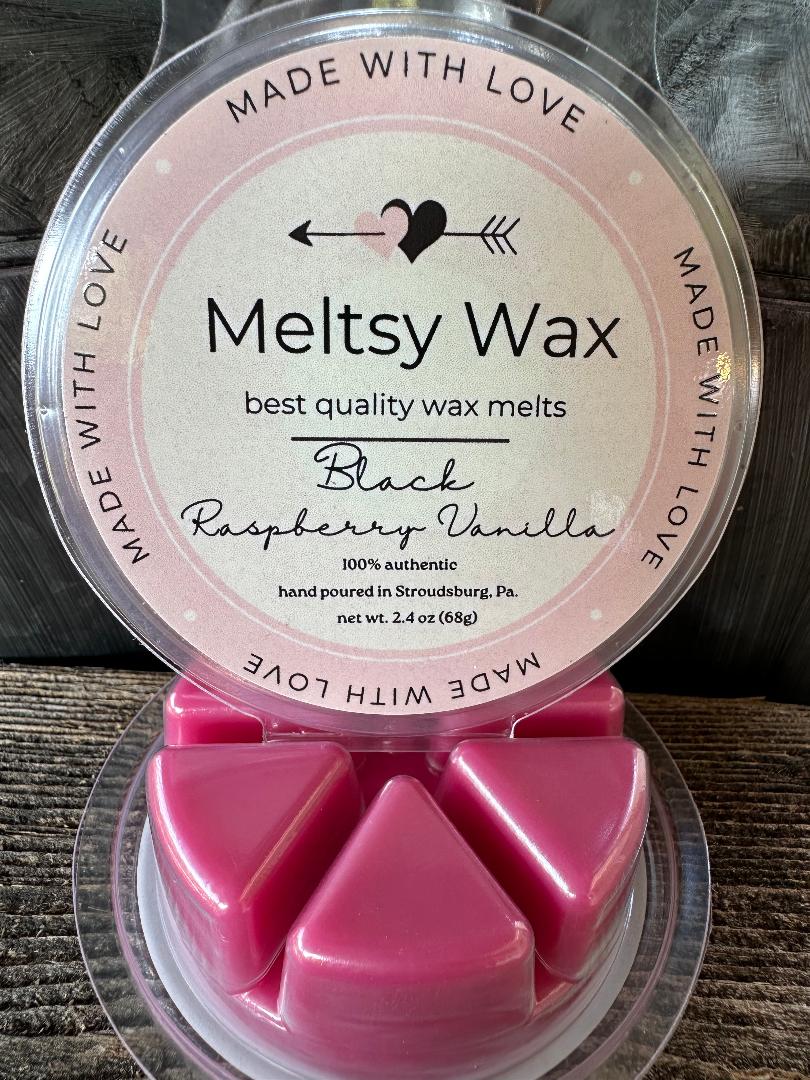 MADE WITH LOVE
MADE WITH LOVE
MADE WITH LOVE
Meltsy Wax
best quality wax melts
Black
Raspberry Vanilla
100% authentic
hand poured in Stroudsburg, Pa.
net wt. 2.4 oz (68g)
MADE WITH LOVE